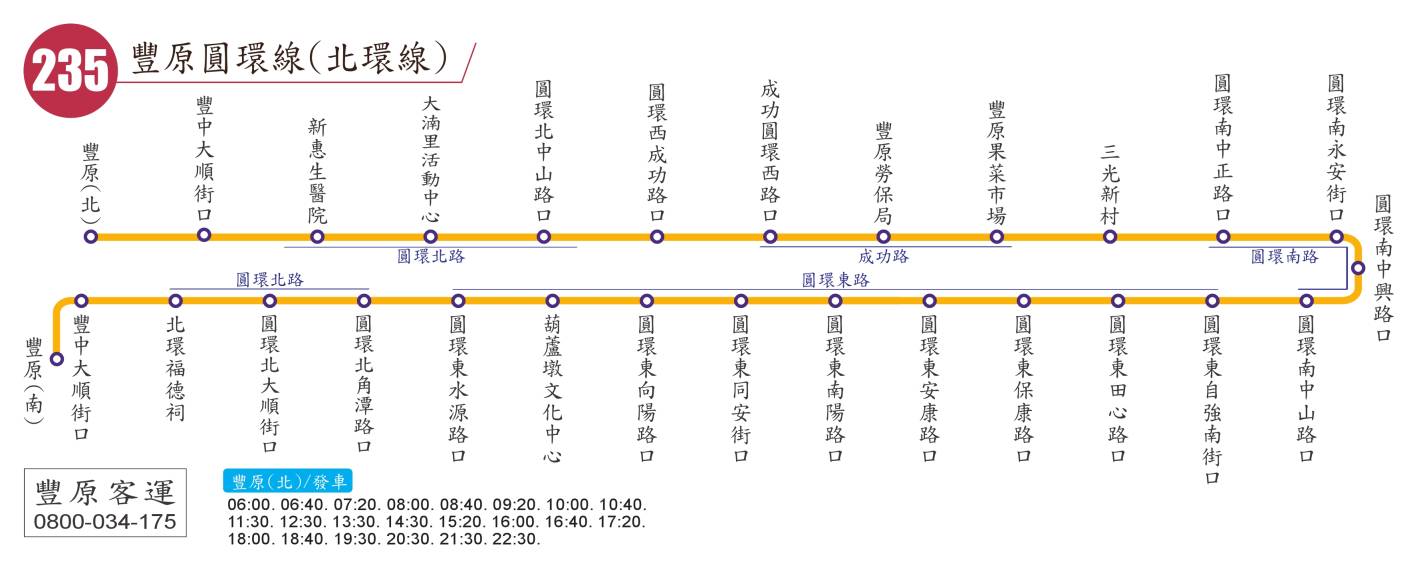 235
豐原圓環線(北環線)
豐原(北)
豐中大順街口
新惠生醫院
大湳里活動中心
圓環北中山路口
圓環西成功路口
成功圓環西路口
豐原勞保局
豐原果菜市場
三光新村
圓環南中正路口
圓環南永安街口
圓環南中興路口
圓環北路
成功路
圓環南路
圓環北路
圓環東路
豐原(南)
豐中大順街口
北環福德祠
圓環北大順街口
圓環北角潭路口
圓環東水源路口
葫蘆墩文化中心
圓環東向陽路口
圓環東同安街口
圓環東南陽路口
圓環東安康路口
圓環東保康路口
圓環東田心路口
圓環東自強南街口
圓環南中山路口
豐原客運
0800-034-175
豐原(北)/發車
06:00. 06:40. 07:20. 08:00. 08:40. 09:20. 10:00. 10:40.
11:30. 12:30. 13:30. 14:30. 15:20. 16:00. 16:40. 17:20.
18:00. 18:40. 19:30. 20:30. 21:30. 22:30.